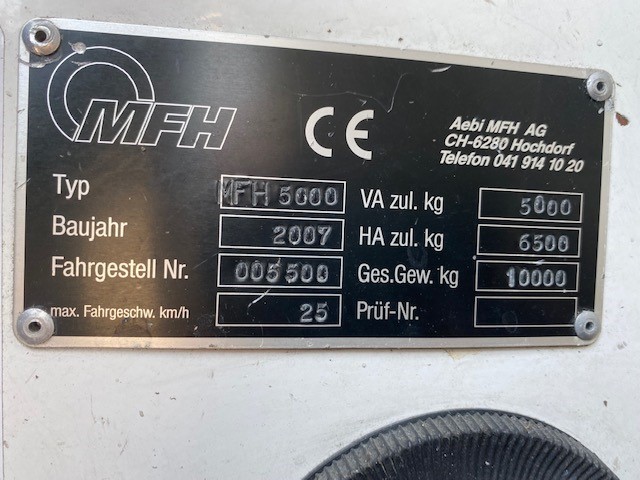 MFH
CE
Aebi MFH AG
CH-6280 Hochdorf
Telefon 041 914 10 20
Typ MFH 5000 VA zul. kg 5000
Baujahr 2007 HA zul. kg 6500
Fahrgestell Nr. 005500 Ges.Gew. kg 10000
max. Fahrgeschw. km/h 25 Prüf-Nr.